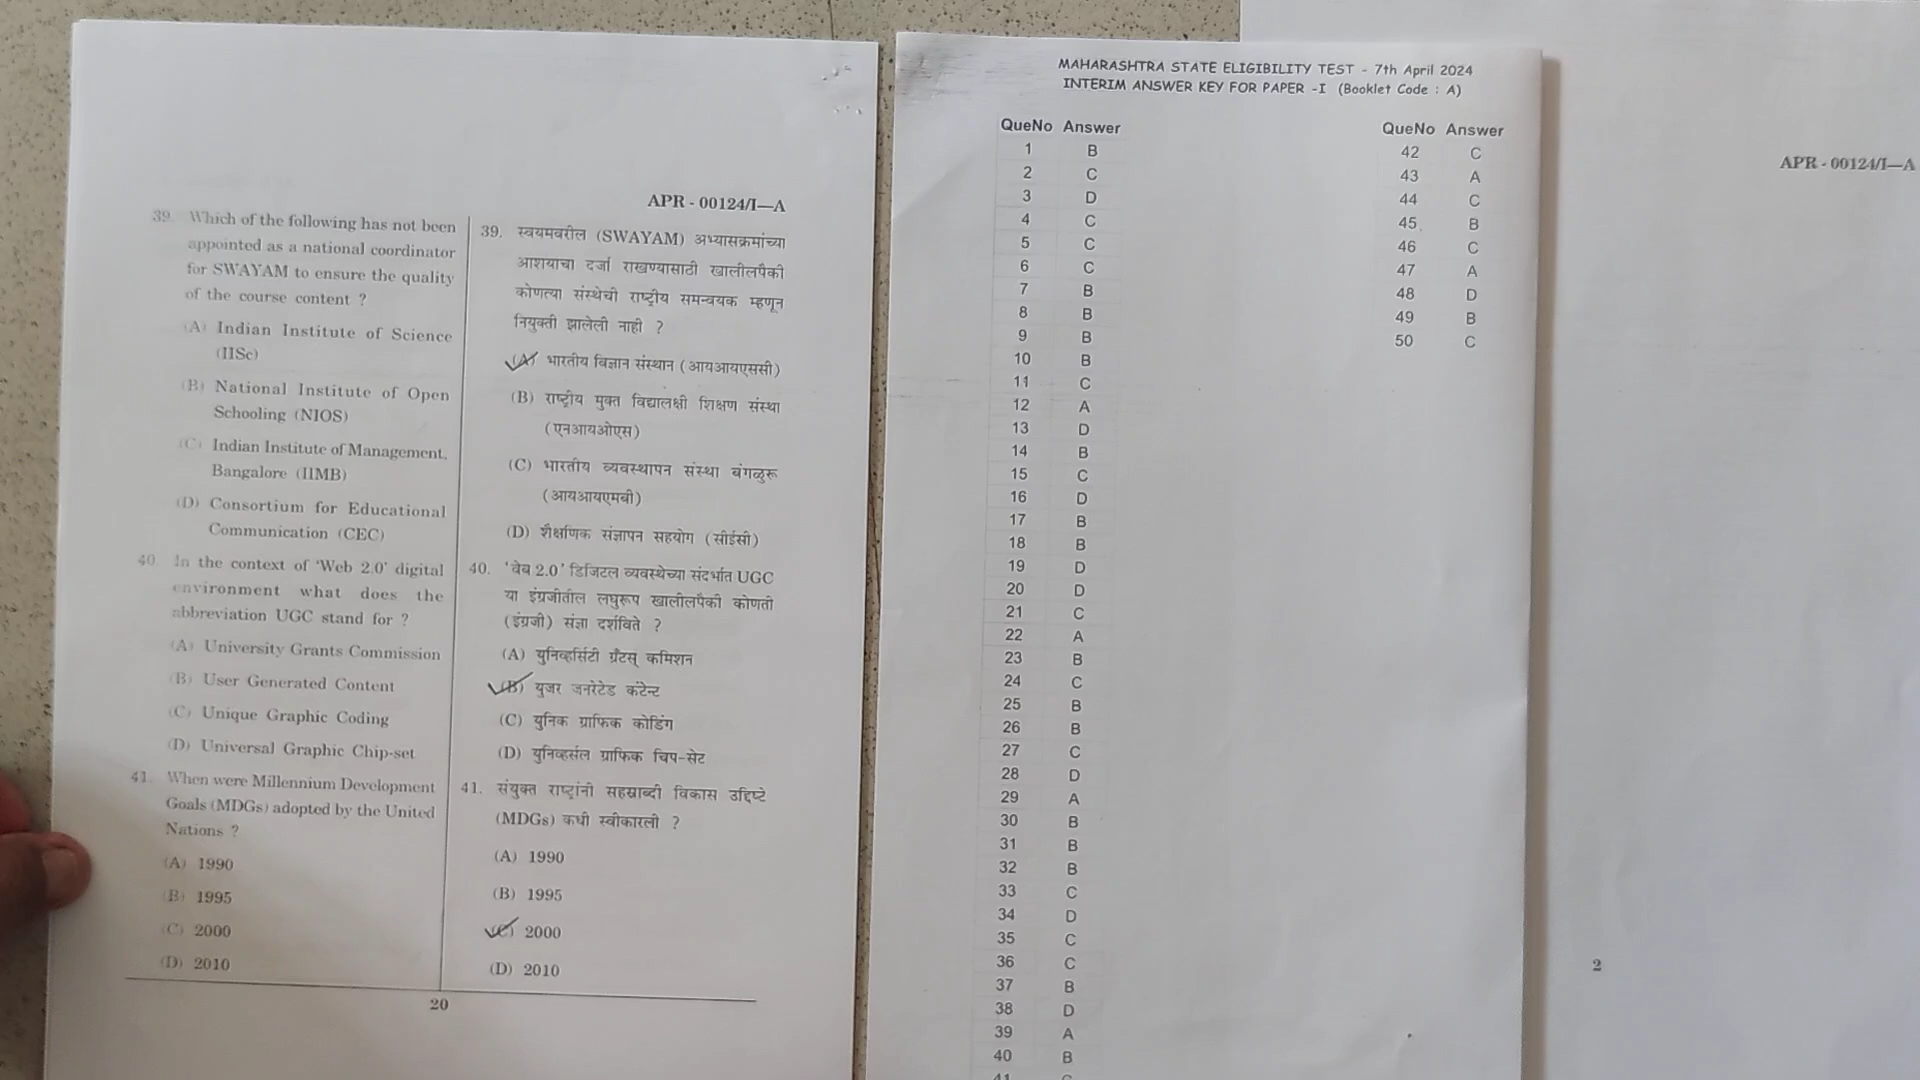 APR - 00124/I—A
39. Which of the following has not been
appointed as a national coordinator
for SWAYAM to ensure the quality
of the course content ?
(A) Indian Institute of Science
(IISc)
(B) National Institute of Open
Schooling (NIOS)
(C) Indian Institute of Management,
Bangalore (IIMB)
(D) Consortium for Educational
Communication (CEC)
40. In the context of ‘Web 2.0’ digital
environment what does the
abbreviation UGC stand for ?
(A) University Grants Commission
(B) User Generated Content
(C) Unique Graphic Coding
(D) Universal Graphic Chip-set
41. When were Millennium Development
Goals (MDGs) adopted by the United
Nations ?
(A) 1990
(B) 1995
(C) 2000
(D) 2010
39. स्वयमवरील (SWAYAM) अभ्यासक्रमांच्या
आशयाचा दर्जा राखण्यासाठी खालीलपैकी
कोणत्या संस्थेची राष्ट्रीय समन्वयक म्हणून
नियुक्ती झालेली नाही ?
(A) भारतीय विज्ञान संस्थान (आयआयएससी)
(B) राष्ट्रीय मुक्त विद्यालक्षी शिक्षण संस्था
(एनआयओएस)
(C) भारतीय व्यवस्थापन संस्था बंगळुरू
(आयआयएमबी)
(D) शैक्षणिक संज्ञापन सहयोग (सीईसी)
40. ‘वेब 2.0’ डिजिटल व्यवस्थेच्या संदर्भात UGC
या इंग्रजीतील लघुरूप खालीलपैकी कोणती
(इंग्रजी) संज्ञा दर्शविते ?
(A) युनिव्हर्सिटी ग्रँटस् कमिशन
(B) युजर जनरेटेड कंटेन्ट
(C) युनिक ग्राफिक कोडिंग
(D) युनिव्हर्सल ग्राफिक चिप-सेट
41. संयुक्त राष्ट्रांनी सहस्राब्दी विकास उद्दिष्टे
(MDGs) कधी स्वीकारली ?
(A) 1990
(B) 1995
(C) 2000
(D) 2010
20
MAHARASHTRA STATE ELIGIBILITY TEST - 7th April 2024
INTERIM ANSWER KEY FOR PAPER -I (Booklet Code : A)
QueNo Answer
1 B
2 C
3 D
4 C
5 C
6 C
7 B
8 B
9 B
10 B
11 C
12 A
13 D
14 B
15 C
16 D
17 B
18 B
19 D
20 D
21 C
22 A
23 B
24 C
25 B
26 B
27 C
28 D
29 A
30 B
31 B
32 B
33 C
34 D
35 C
36 C
37 B
38 D
39 A
40 B
41 C
QueNo Answer
42 C
43 A
44 C
45 B
46 C
47 A
48 D
49 B
50 C
APR - 00124/I—A
2